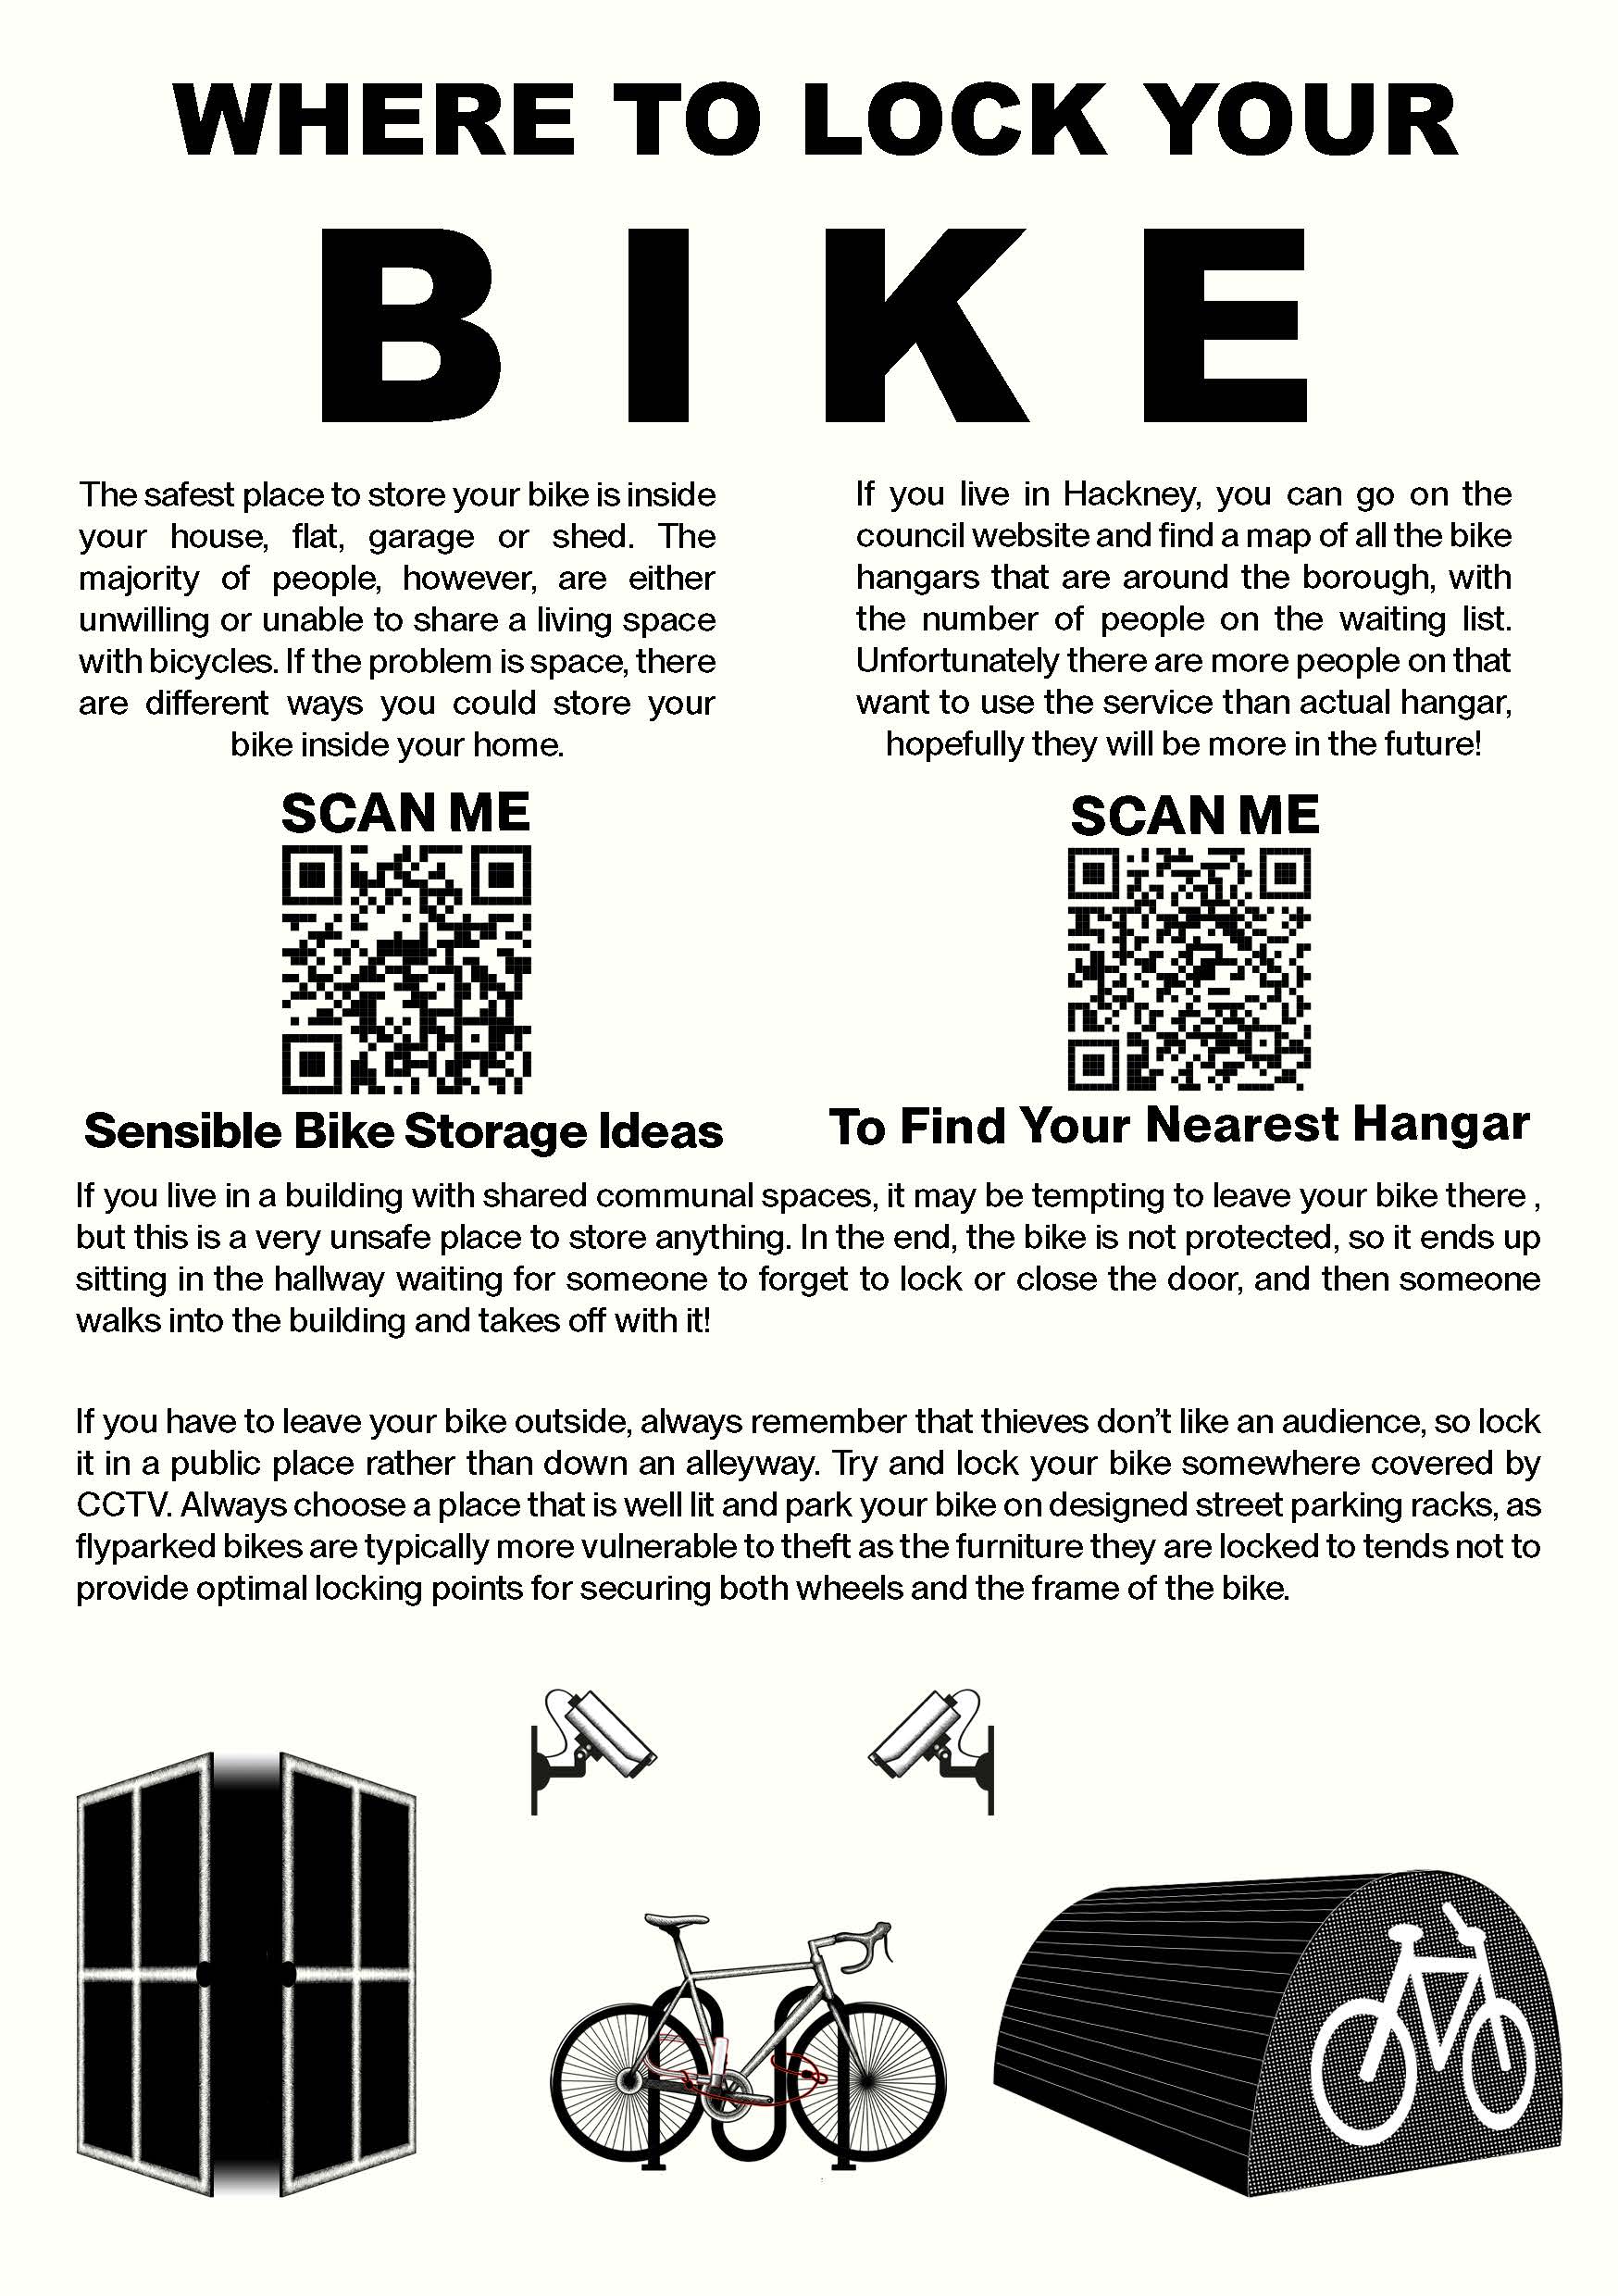 WHERE TO LOCK YOUR
BIKE
The safest place to store your bike is inside
your house, flat, garage or shed. The
majority of people, however, are either
unwilling or unable to share a living space
with bicycles. If the problem is space, there
are different ways you could store your
bike inside your home.
SCAN ME
Sensible Bike Storage Ideas
If you live in Hackney, you can go on the
council website and find a map of all the bike
hangars that are around the borough, with
the number of people on the waiting list.
Unfortunately there are more people on that
want to use the service than actual hangar,
hopefully they will be more in the future!
SCAN ME
To Find Your Nearest Hangar
If you live in a building with shared communal spaces, it may be tempting to leave your bike there ,
but this is a very unsafe place to store anything. In the end, the bike is not protected, so it ends up
sitting in the hallway waiting for someone to forget to lock or close the door, and then someone
walks into the building and takes off with it!
If you have to leave your bike outside, always remember that thieves don’t like an audience, so lock
it in a public place rather than down an alleyway. Try and lock your bike somewhere covered by
CCTV. Always choose a place that is well lit and park your bike on designed street parking racks, as
flyparked bikes are typically more vulnerable to theft as the furniture they are locked to tends not to
provide optimal locking points for securing both wheels and the frame of the bike.